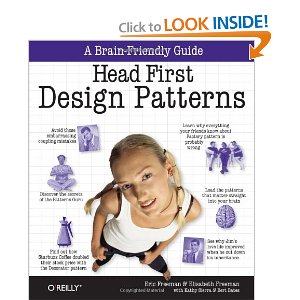 Click to LOOK INSIDE!
A Brain-Friendly Guide
Head First
Design Patterns
Avoid those
embarrassing
coupling mistakes
Learn why everything
your friends know about
Factory pattern is
probably
wrong
Discover the secrets
of the Patterns Guru
Load the patterns
that matter straight
into your brain
Find out how
Starbuzz Coffee doubled
their stock price with
the Decorator pattern
See why Jim's
love life improved
when he cut down
his inheritance
O'REILLY®
Eric Freeman & Elisabeth Freeman
with Kathy Sierra & Bert Bates